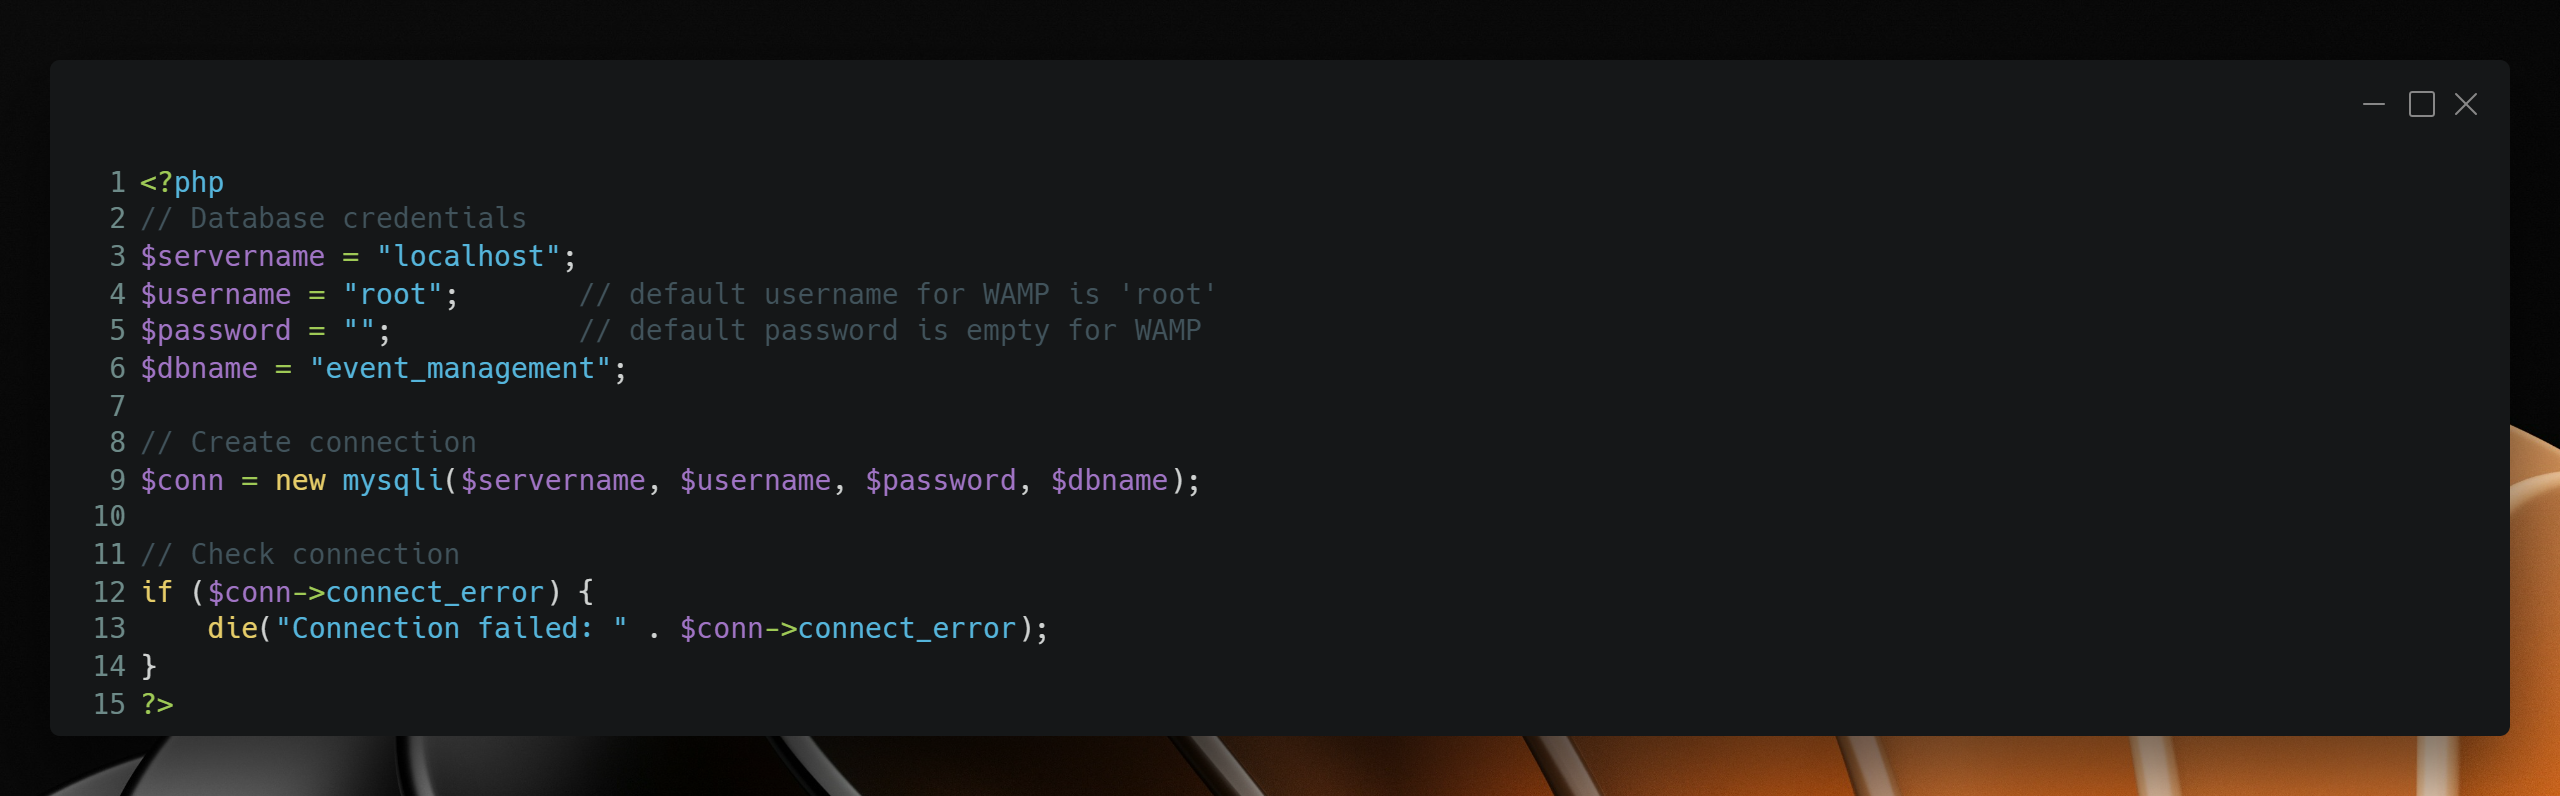 1 <?php
2 // Database credentials
3 $servername = "localhost";
4 $username = "root";       // default username for WAMP is 'root'
5 $password = "";           // default password is empty for WAMP
6 $dbname = "event_management";
7
8 // Create connection
9 $conn = new mysqli($servername, $username, $password, $dbname);
10
11 // Check connection
12 if ($conn->connect_error) {
13     die("Connection failed: " . $conn->connect_error);
14 }
15 ?>